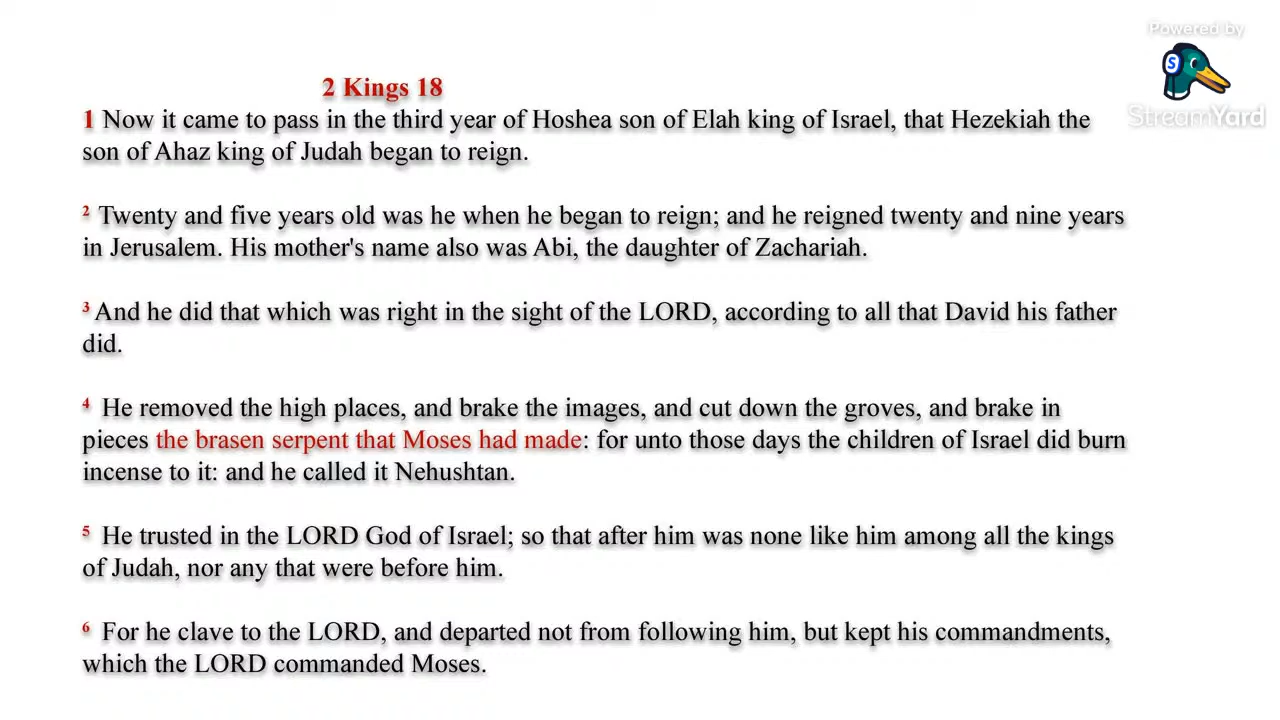 Powered by
S
StreamYard
2 Kings 18
1 Now it came to pass in the third year of Hoshea son of Elah king of Israel, that Hezekiah the
son of Ahaz king of Judah began to reign.
2 Twenty and five years old was he when he began to reign; and he reigned twenty and nine years
in Jerusalem. His mother's name also was Abi, the daughter of Zachariah.
3 And he did that which was right in the sight of the LORD, according to all that David his father
did.
4 He removed the high places, and brake the images, and cut down the groves, and brake in
pieces the brasen serpent that Moses had made: for unto those days the children of Israel did burn
incense to it: and he called it Nehushtan.
5 He trusted in the LORD God of Israel; so that after him was none like him among all the kings
of Judah, nor any that were before him.
6 For he clave to the LORD, and departed not from following him, but kept his commandments,
which the LORD commanded Moses.